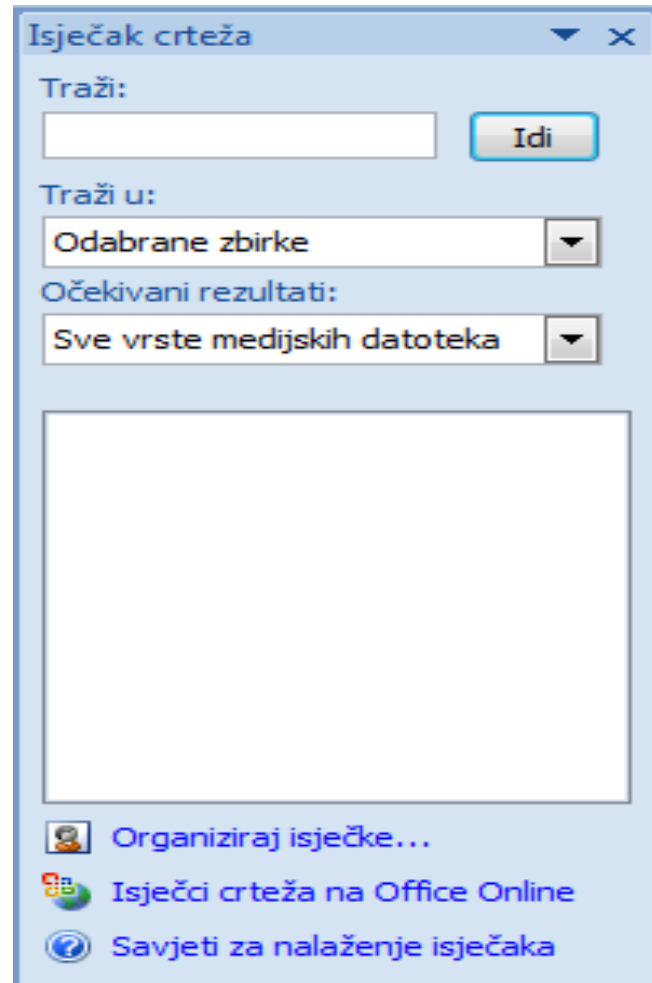 Isječak crteža
Traži:
Idi
Traži u:
Odabrane zbirke
Očekivani rezultati:
Sve vrste medijskih datoteka
Organiziraj isječke...
Isječci crteža na Office Online
Savjeti za nalaženje isječaka